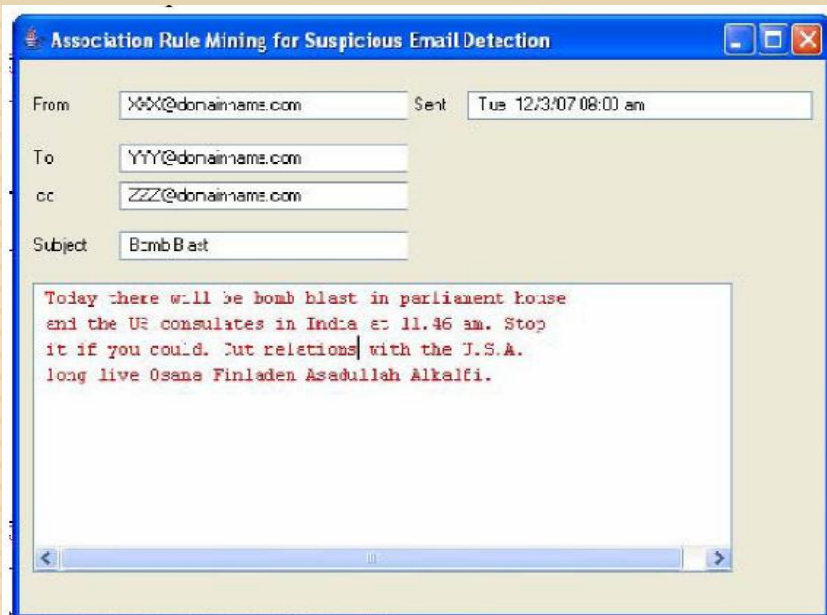 Association Rule Mining for Suspicious Email Detection
From XXX@domainname.com Sent Tue 12/3/07 08:00 am
To YYY@domainname.com
cc ZZZ@domainname.com
Subject Bomb Blast
Today there will be bomb blast in parliament house
and the US consulates in India at 11.46 am. Stop
it if you could. Cut relations with the U.S.A.
long live Osama Finladen Asadullah Alkalfi.